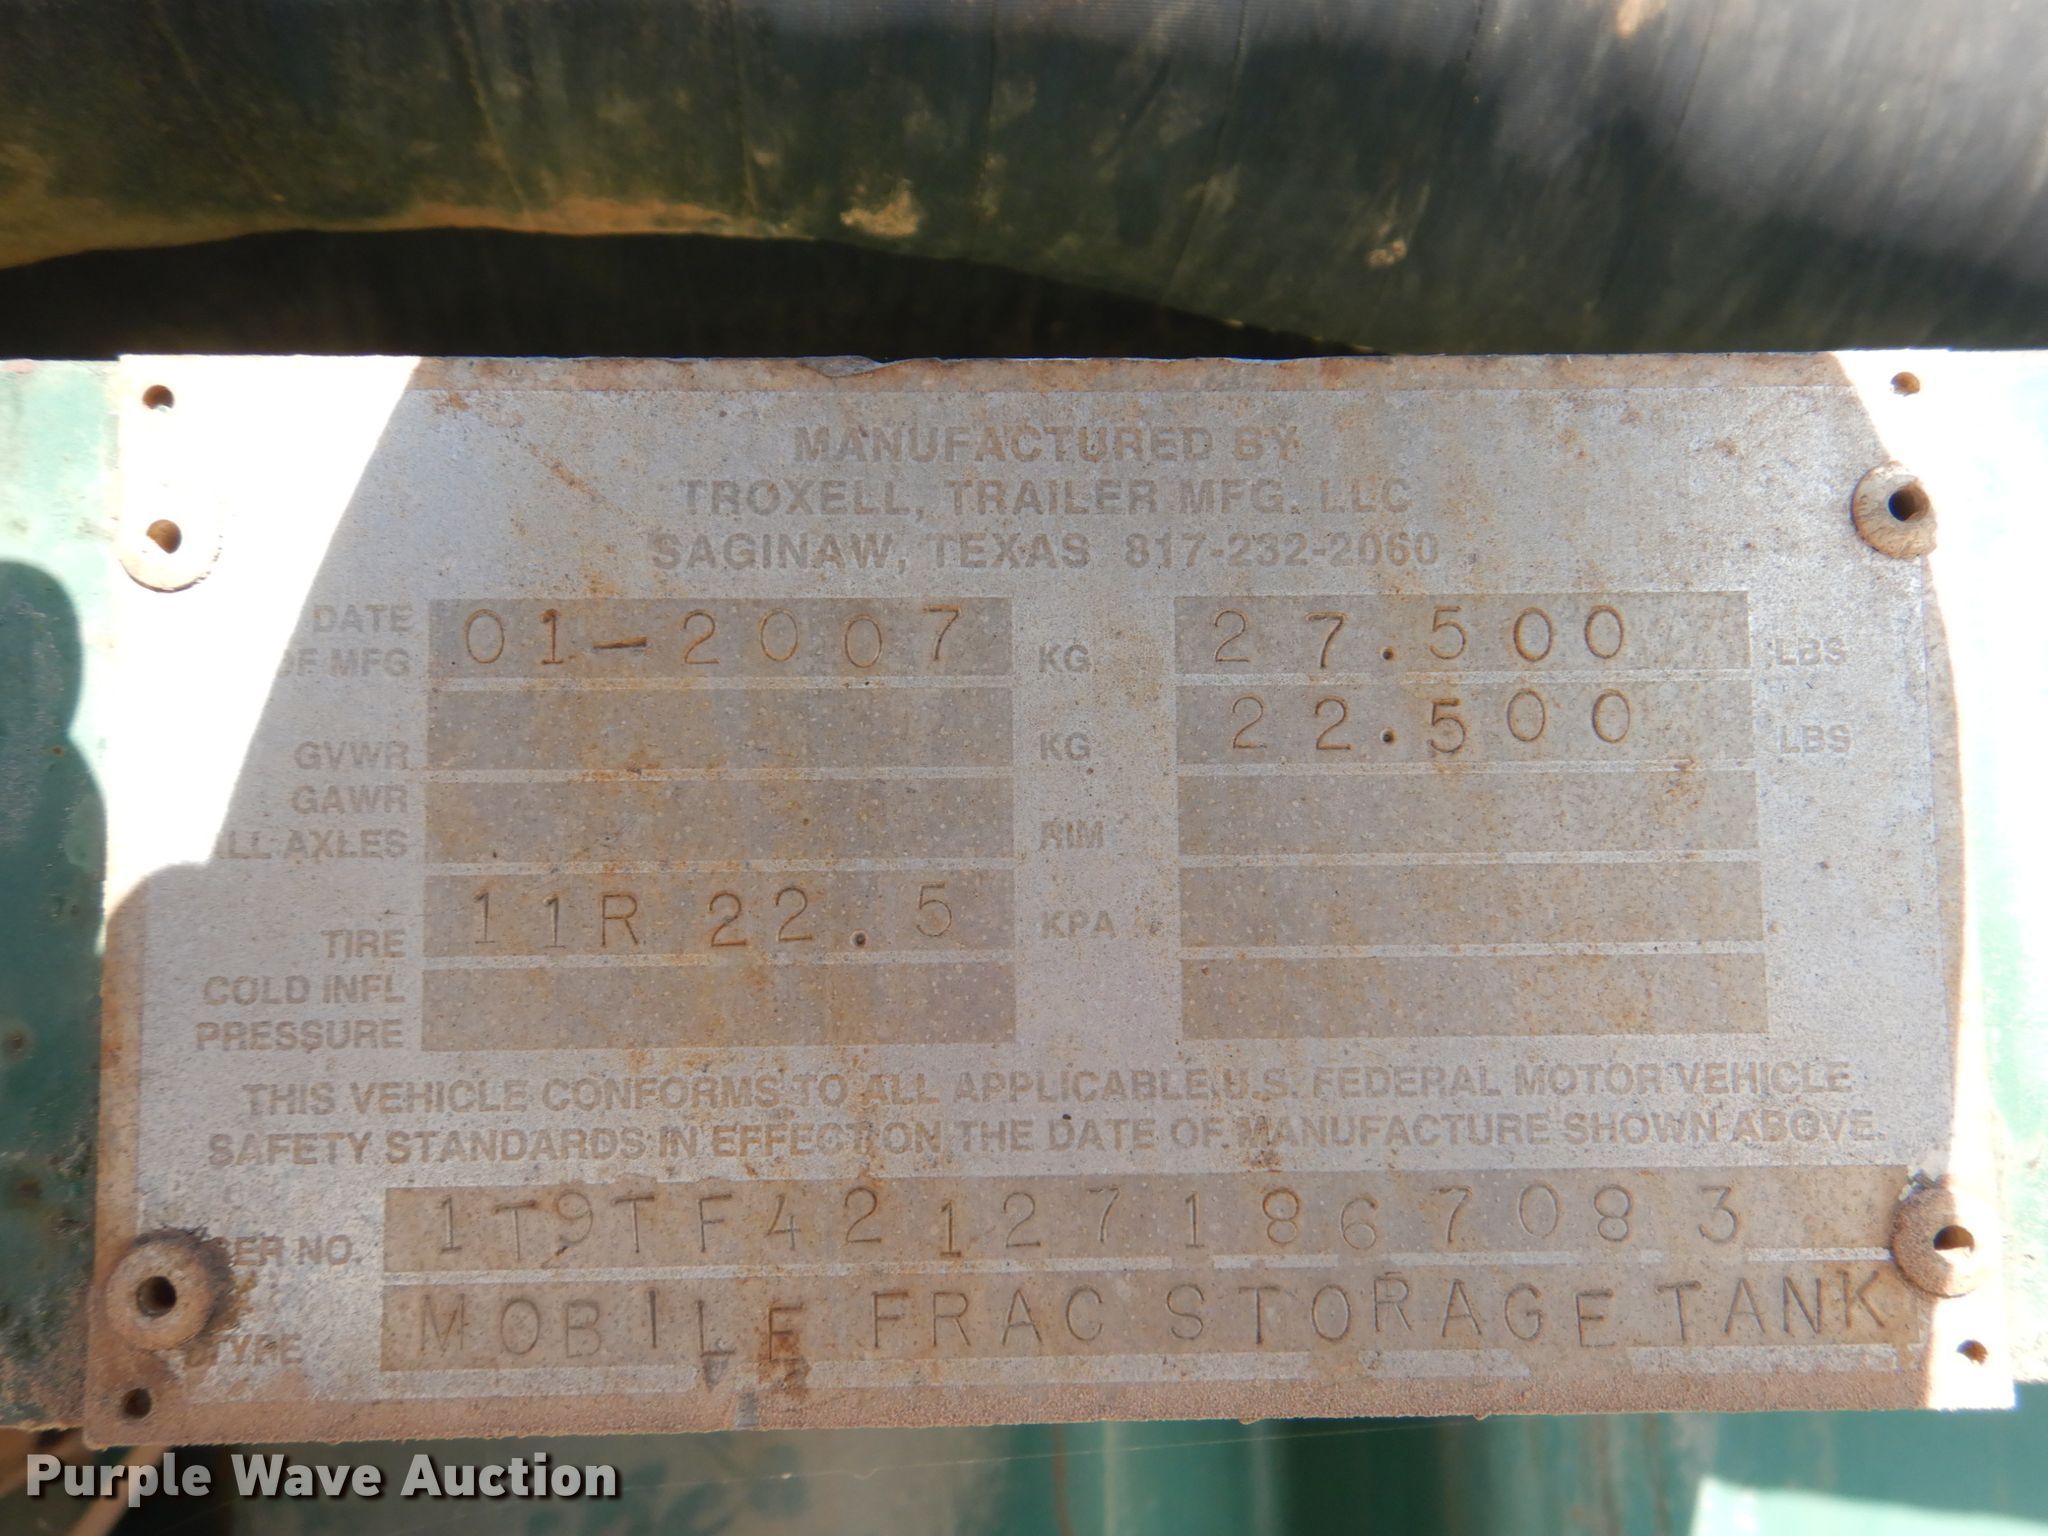 MANUFACTURED BY
TROXELL, TRAILER MFG. LLC
SAGINAW, TEXAS 817-232-2060
DATE 01-2007 27.500
OF MFG KG LBS
22.500
GVWR KG LBS
GAWR
ALL AXLES RIM
11R 22.5
TIRE KPA
COLD INFL
PRESSURE
THIS VEHICLE CONFORMS TO ALL APPLICABLE U.S. FEDERAL MOTOR VEHICLE
SAFETY STANDARDS IN EFFECT ON THE DATE OF MANUFACTURE SHOWN ABOVE.
SER NO. 1T9TF421271867083
TYPE MOBILE FRAC STORAGE TANK
Purple Wave Auction